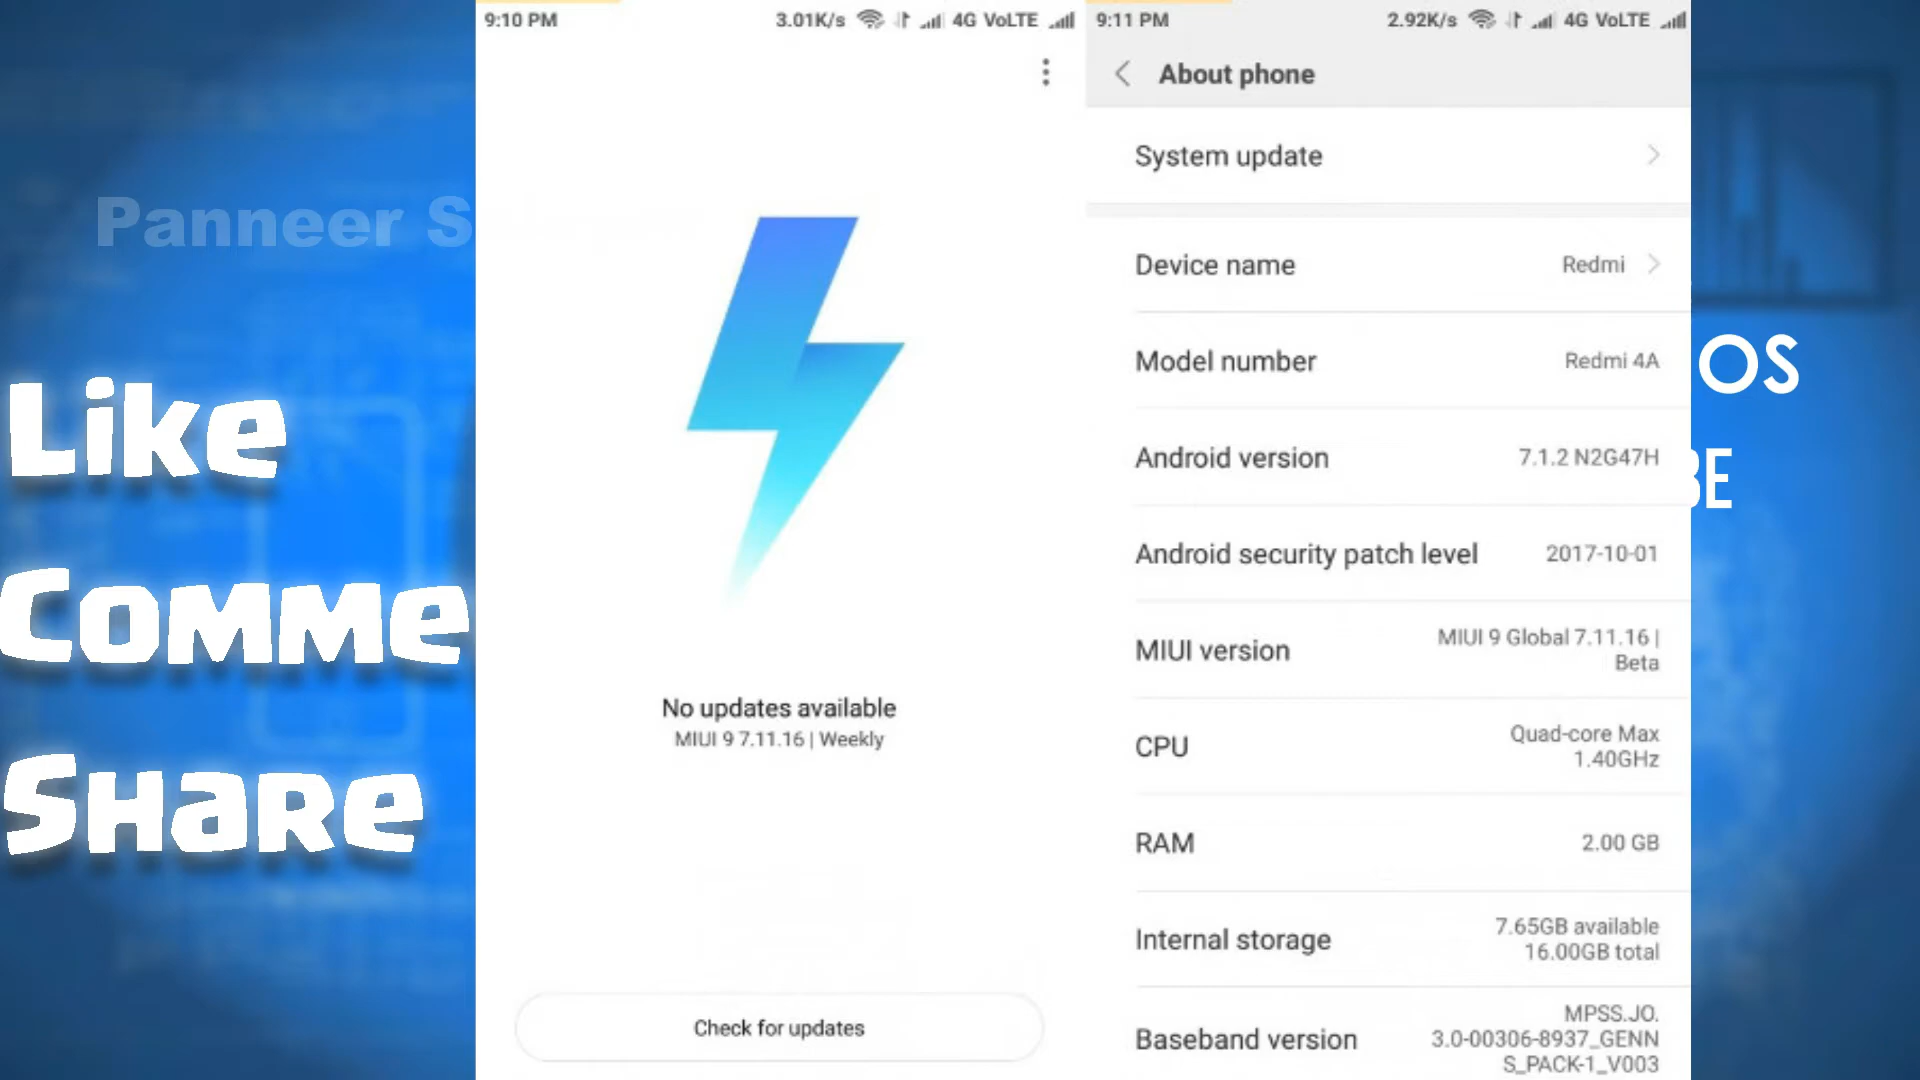 Panneer S
Like
Comme
Share
9:10 PM
3.01K/s
4G VoLTE
No updates available
MIUI 9 7.11.16 | Weekly
Check for updates
9:11 PM
2.92K/s
4G VoLTE
About phone
System update
Device name
Redmi
Model number
Redmi 4A
Android version
7.1.2 N2G47H
Android security patch level
2017-10-01
MIUI version
MIUI 9 Global 7.11.16 |
Beta
CPU
Quad-core Max
1.40GHz
RAM
2.00 GB
Internal storage
7.65GB available
16.00GB total
Baseband version
MPSS.JO.
3.0-00306-8937_GENN
S_PACK-1_V003
OS
BE